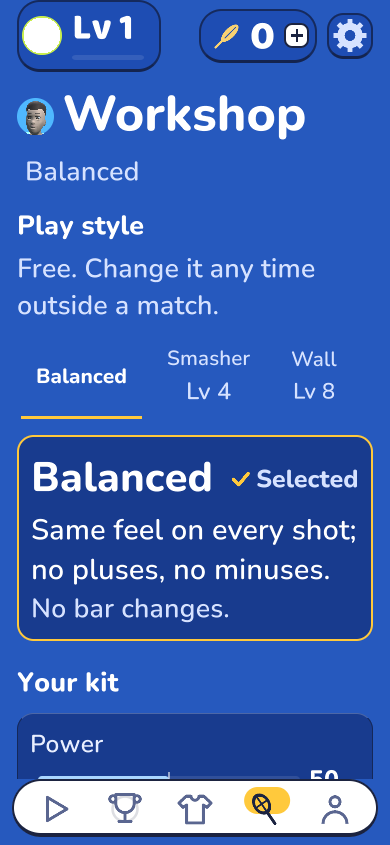 Lv 1
0
Workshop
Balanced
Play style
Free. Change it any time
outside a match.
Balanced
Smasher
Lv 4
Wall
Lv 8
Balanced
Selected
Same feel on every shot;
no pluses, no minuses.
No bar changes.
Your kit
Power
50